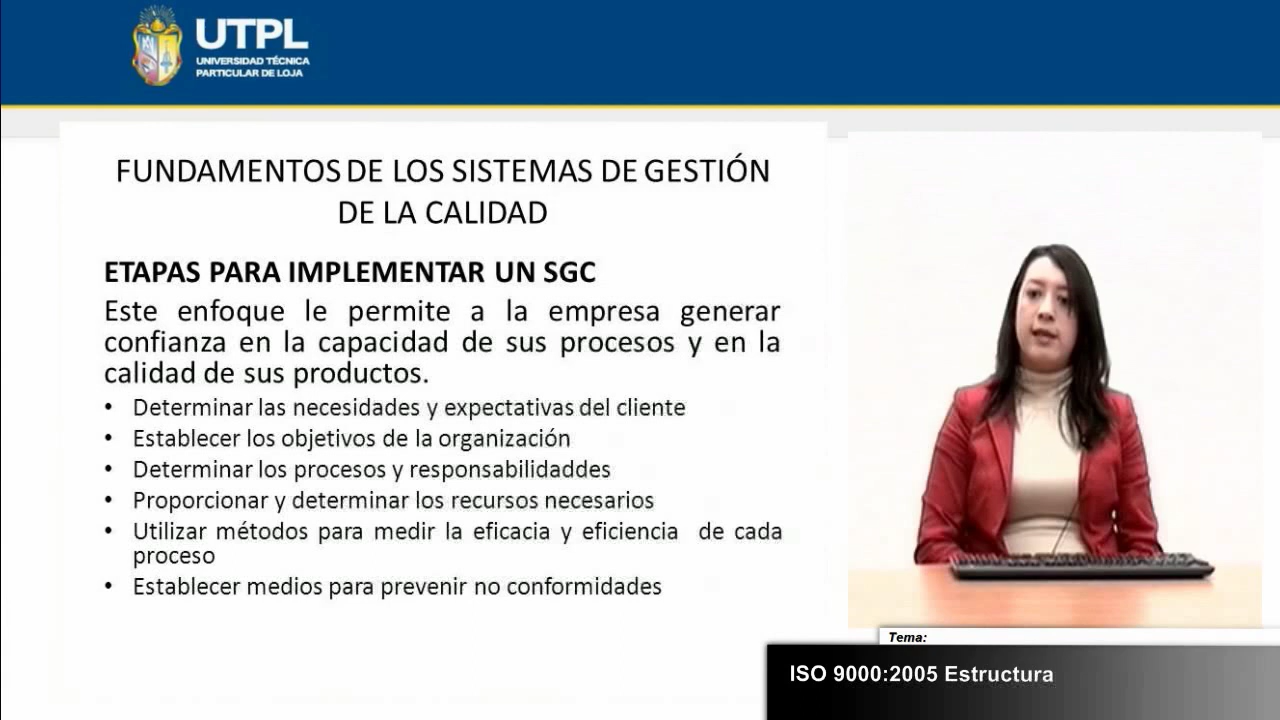 UTPL
UNIVERSIDAD TÉCNICA
PARTICULAR DE LOJA
FUNDAMENTOS DE LOS SISTEMAS DE GESTIÓN
DE LA CALIDAD
ETAPAS PARA IMPLEMENTAR UN SGC
Este enfoque le permite a la empresa generar
confianza en la capacidad de sus procesos y en la
calidad de sus productos.
• Determinar las necesidades y expectativas del cliente
• Establecer los objetivos de la organización
• Determinar los procesos y responsabilidaddes
• Proporcionar y determinar los recursos necesarios
• Utilizar métodos para medir la eficacia y eficiencia de cada
proceso
• Establecer medios para prevenir no conformidades
Tema:
ISO 9000:2005 Estructura